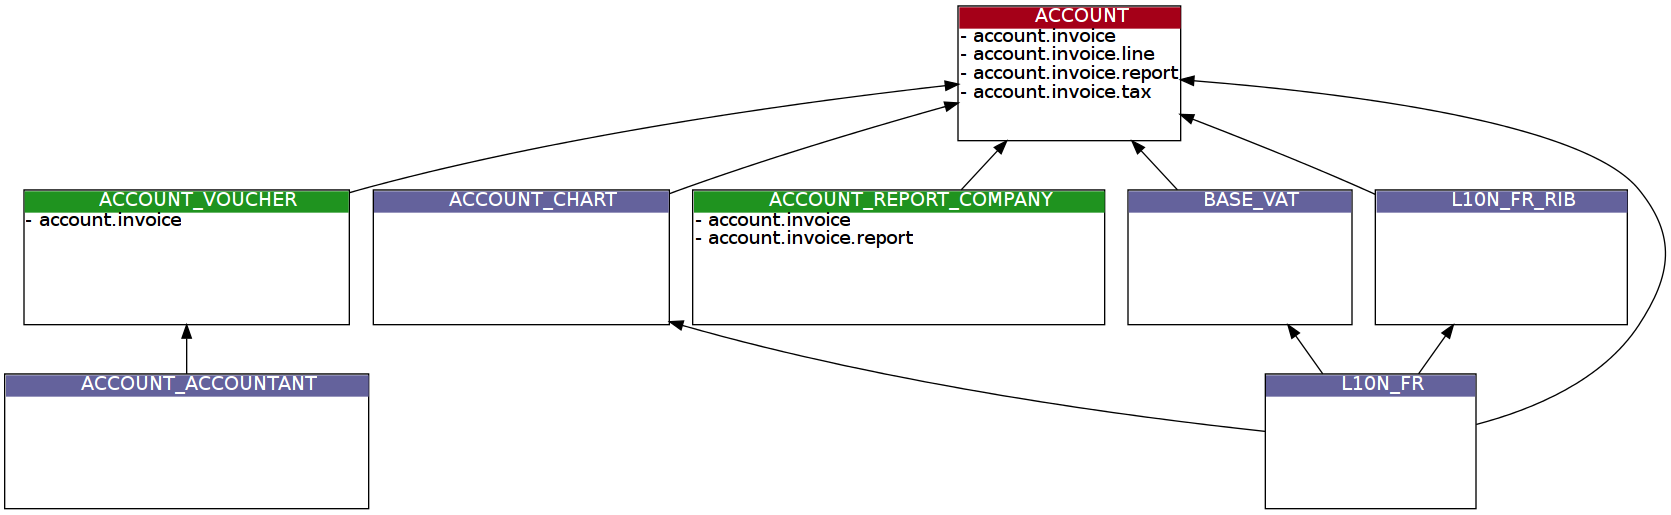 ACCOUNT
- account.invoice
- account.invoice.line
- account.invoice.report
- account.invoice.tax
ACCOUNT_VOUCHER
- account.invoice
ACCOUNT_CHART
ACCOUNT_REPORT_COMPANY
- account.invoice
- account.invoice.report
BASE_VAT
L10N_FR_RIB
ACCOUNT_ACCOUNTANT
L10N_FR